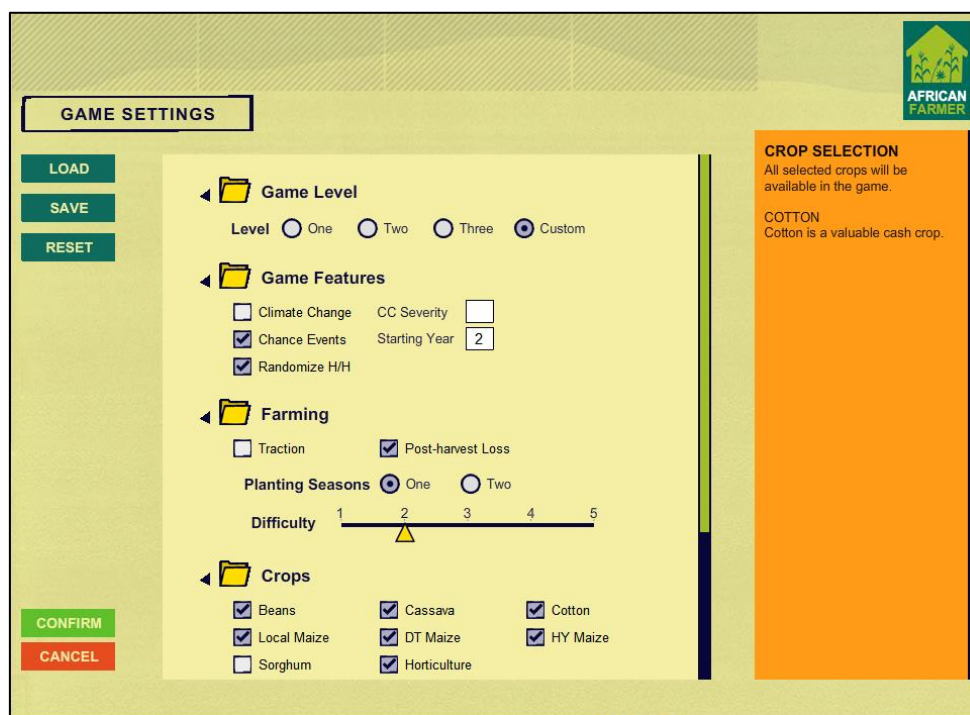 AFRICAN
FARMER
GAME SETTINGS
LOAD
SAVE
RESET
Game Level
Level One Two Three Custom
Game Features
Climate Change CC Severity
Chance Events Starting Year 2
Randomize H/H
Farming
Traction Post-harvest Loss
Planting Seasons One Two
Difficulty 1 2 3 4 5
Crops
Beans Cassava Cotton
Local Maize DT Maize HY Maize
Sorghum Horticulture
CONFIRM
CANCEL
CROP SELECTION
All selected crops will be
available in the game.
COTTON
Cotton is a valuable cash crop.